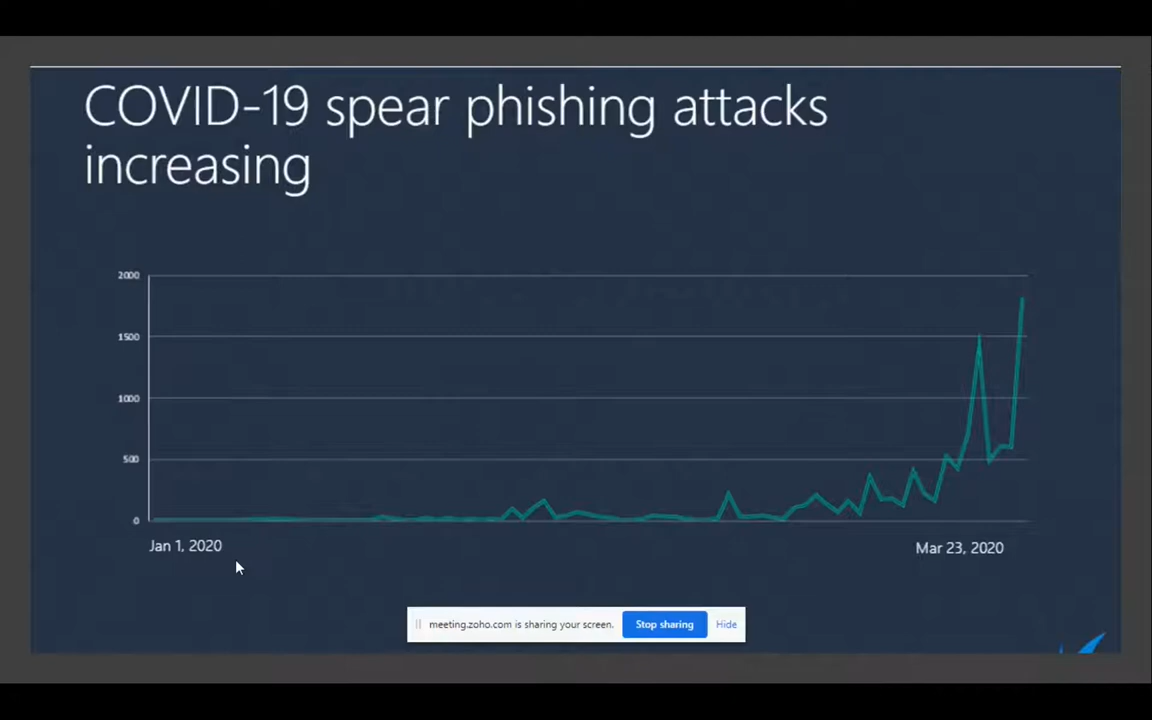 COVID-19 spear phishing attacks
increasing
2000
1500
1000
500
0
Jan 1, 2020
Mar 23, 2020
meeting.zoho.com is sharing your screen. Stop sharing Hide